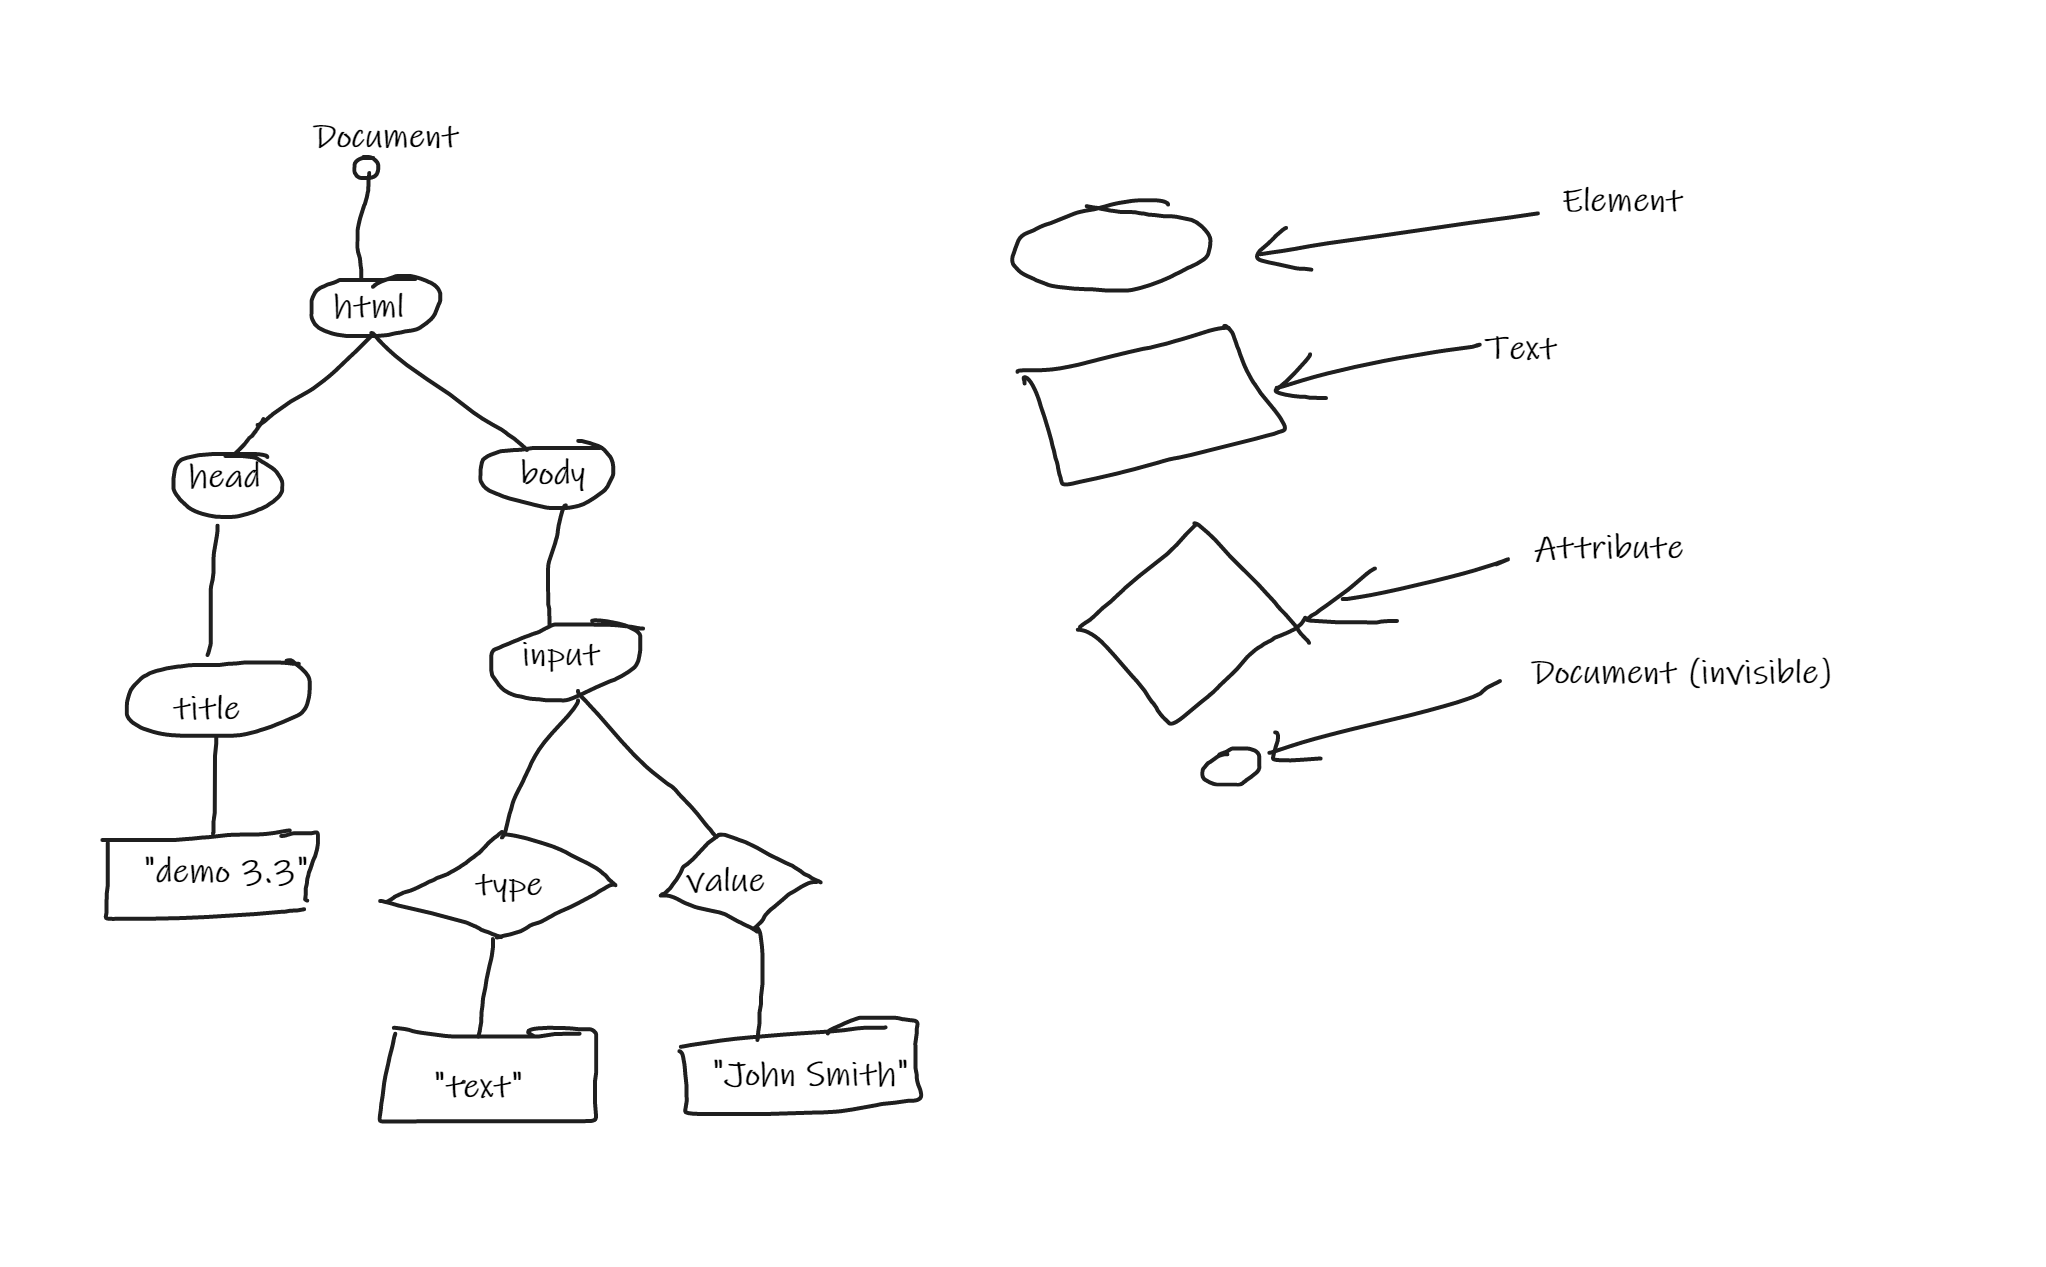 Document
html
head
body
title
input
"demo 3.3"
type
value
"text"
"John Smith"
Element
Text
Attribute
Document (invisible)